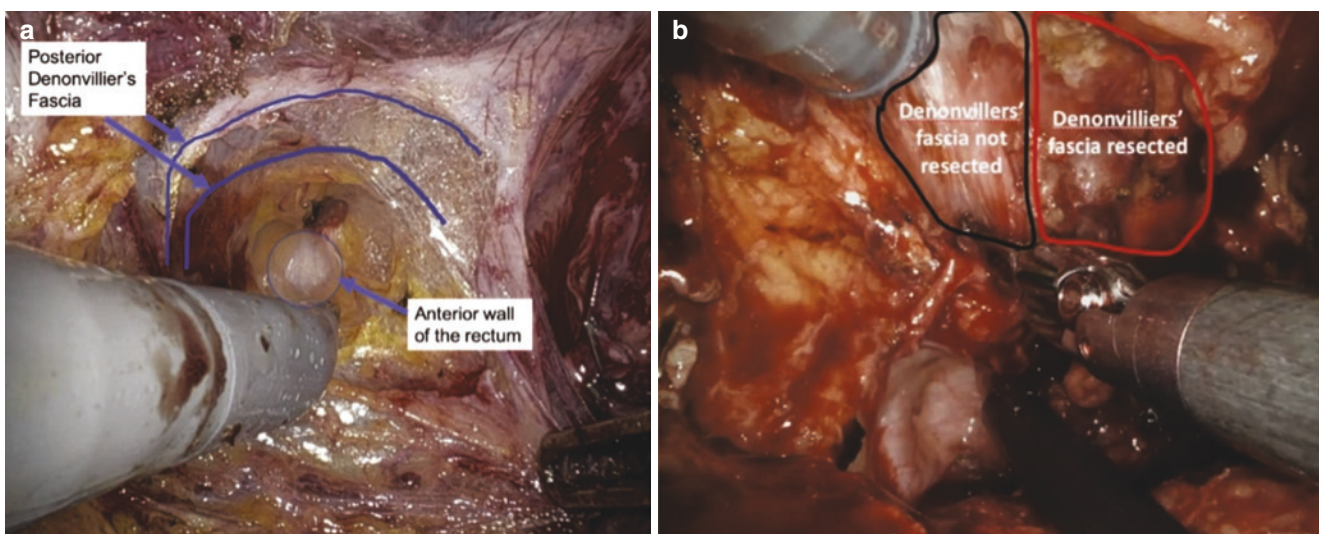 a
Posterior
Denonvillier's
Fascia
Anterior wall
of the rectum
b
Denonvillers'
fascia not
resected
Denonvilliers'
fascia resected